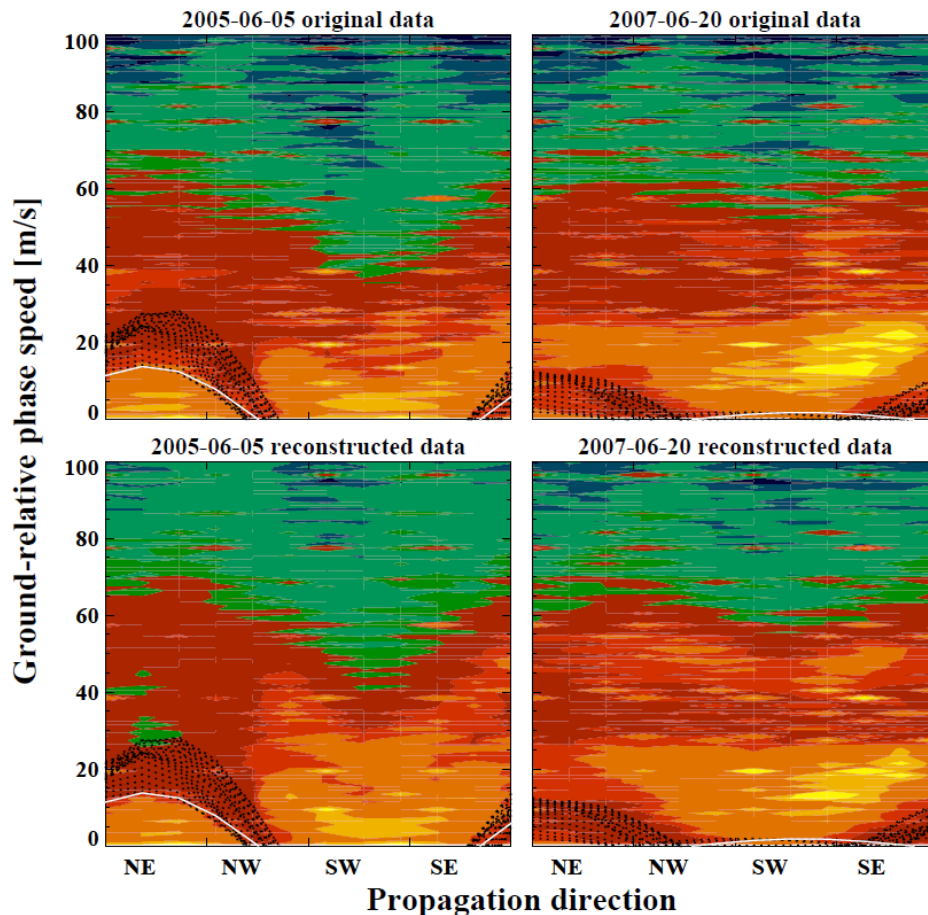 2005-06-05 original data
2007-06-20 original data
100
80
60
40
20
0
2005-06-05 reconstructed data
2007-06-20 reconstructed data
100
80
60
40
20
0
Ground-relative phase speed [m/s]
NE NW SW SE
NE NW SW SE
Propagation direction